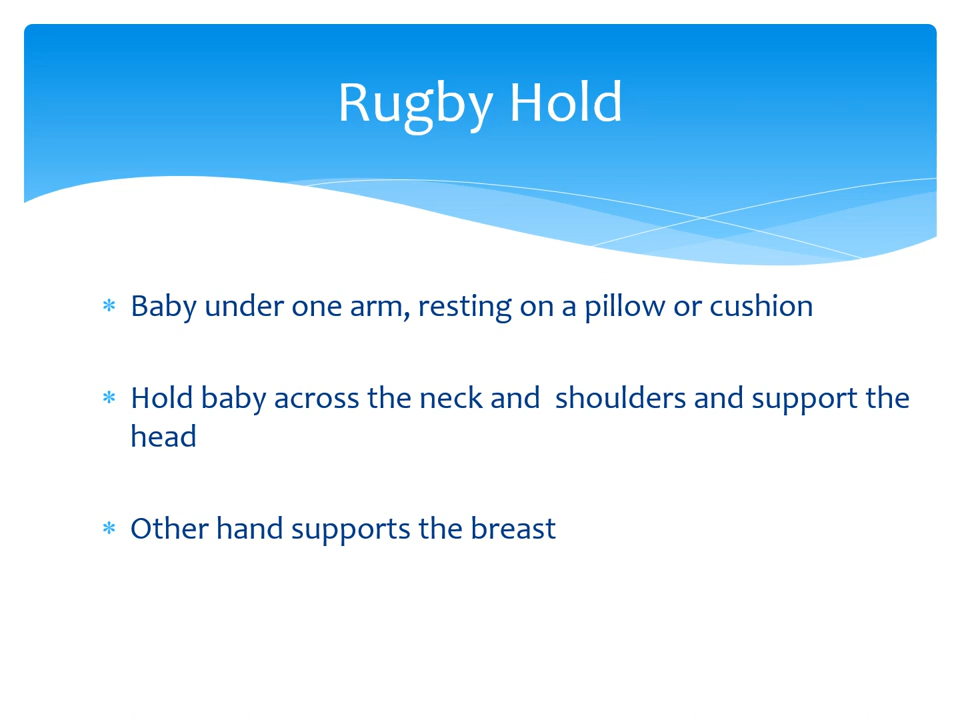 Rugby Hold
* Baby under one arm, resting on a pillow or cushion
* Hold baby across the neck and  shoulders and support the
head
* Other hand supports the breast